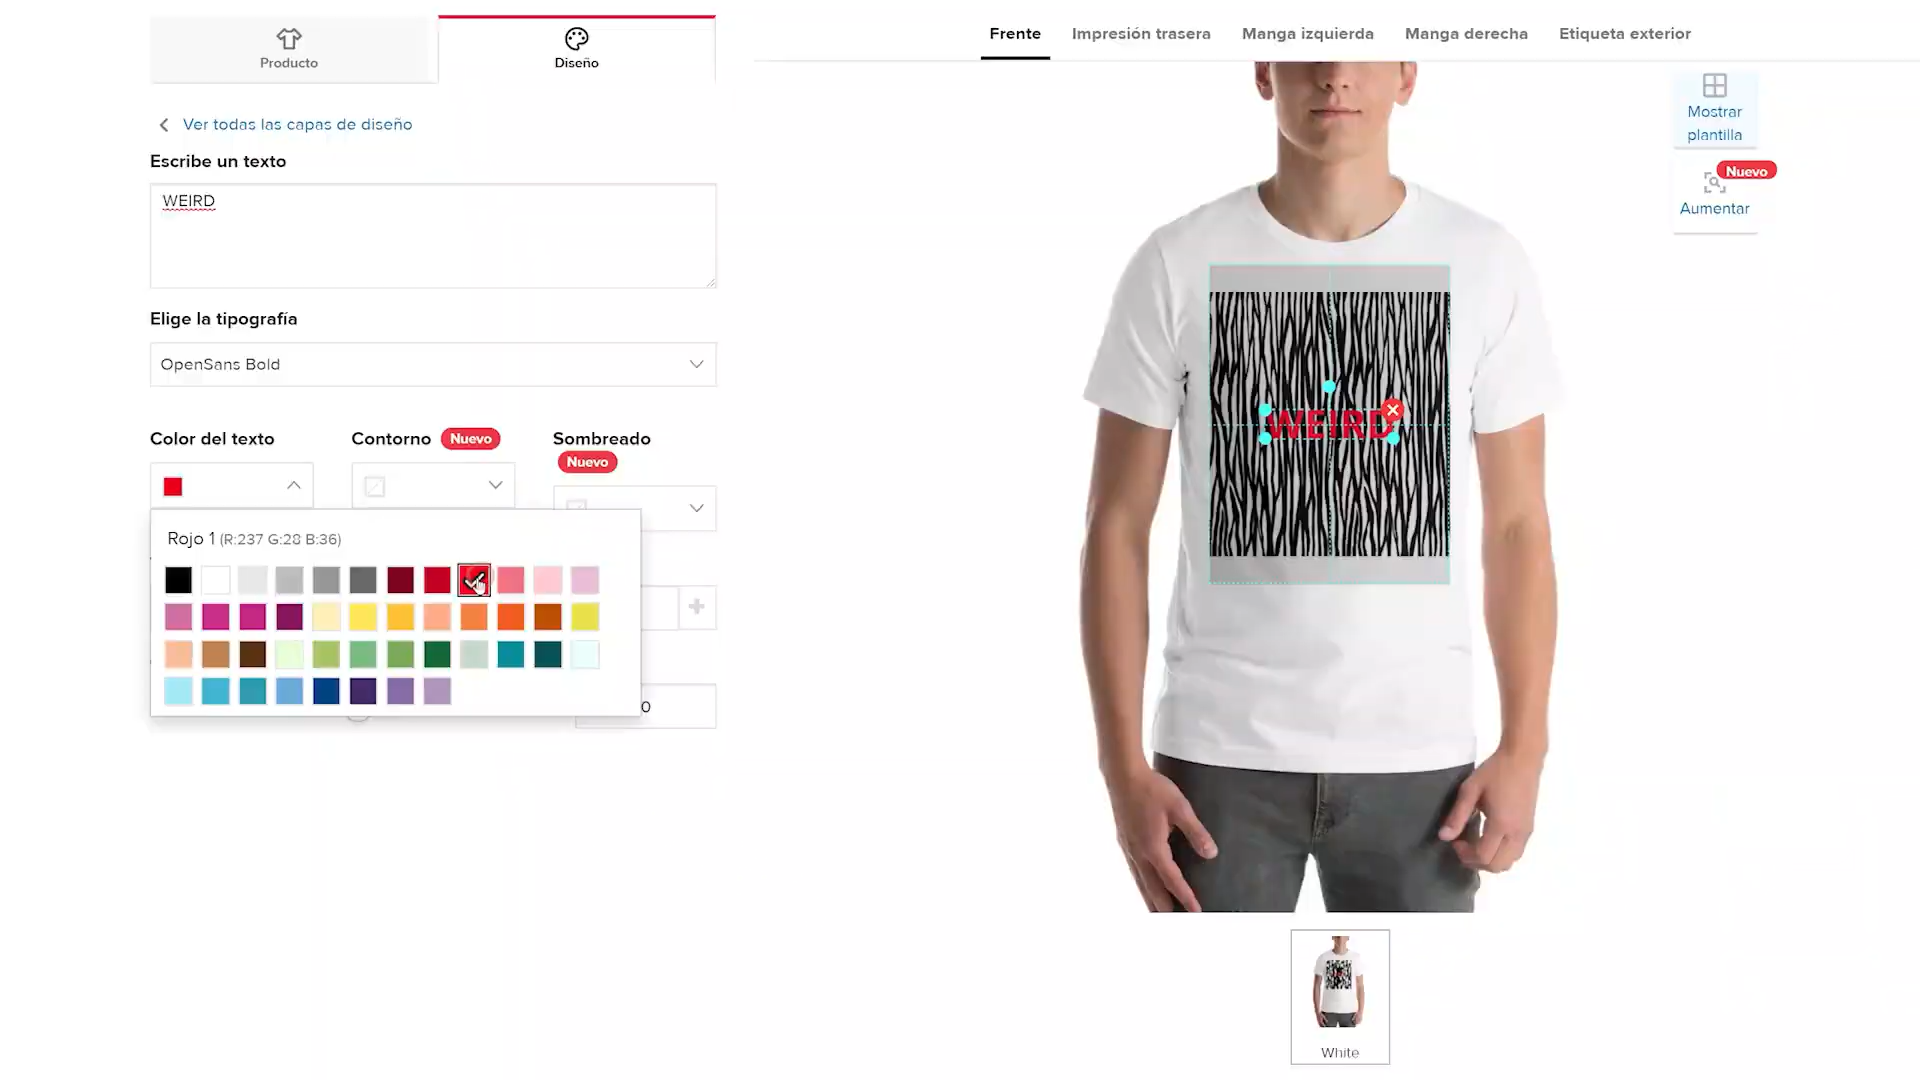 Producto
Diseño
Frente
Impresión trasera
Manga izquierda
Manga derecha
Etiqueta exterior
Ver todas las capas de diseño
Escribe un texto
WEIRD
Elige la tipografía
OpenSans Bold
Color del texto
Contorno
Nuevo
Sombreado
Nuevo
Rojo 1 (R:237 G:28 B:36)
0
Mostrar
plantilla
Nuevo
Aumentar
WEIRD
White